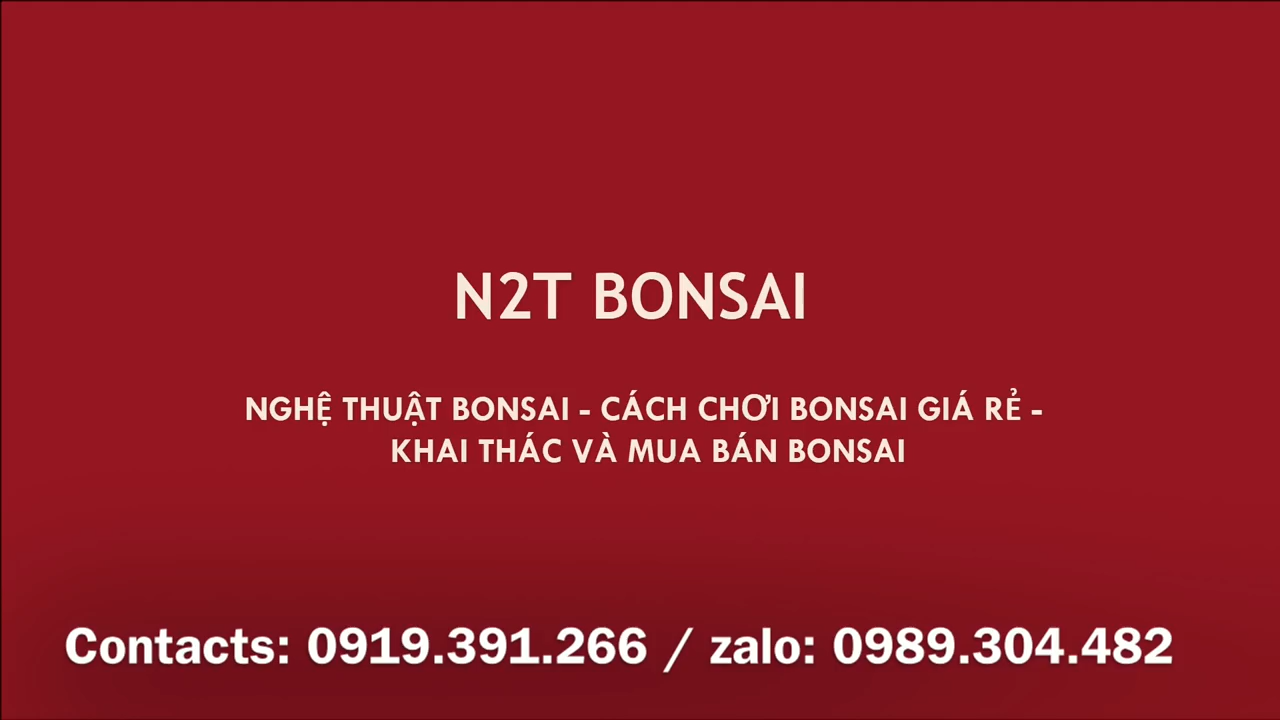 N2T BONSAI
NGHỆ THUẬT BONSAI - CÁCH CHƠI BONSAI GIÁ RẺ -
KHAI THÁC VÀ MUA BÁN BONSAI
Contacts: 0919.391.266 / zalo: 0989.304.482